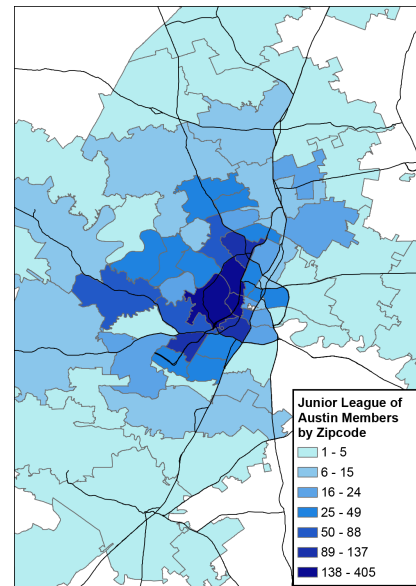 Junior League of
Austin Members
by Zipcode
1 - 5
6 - 15
16 - 24
25 - 49
50 - 88
89 - 137
138 - 405